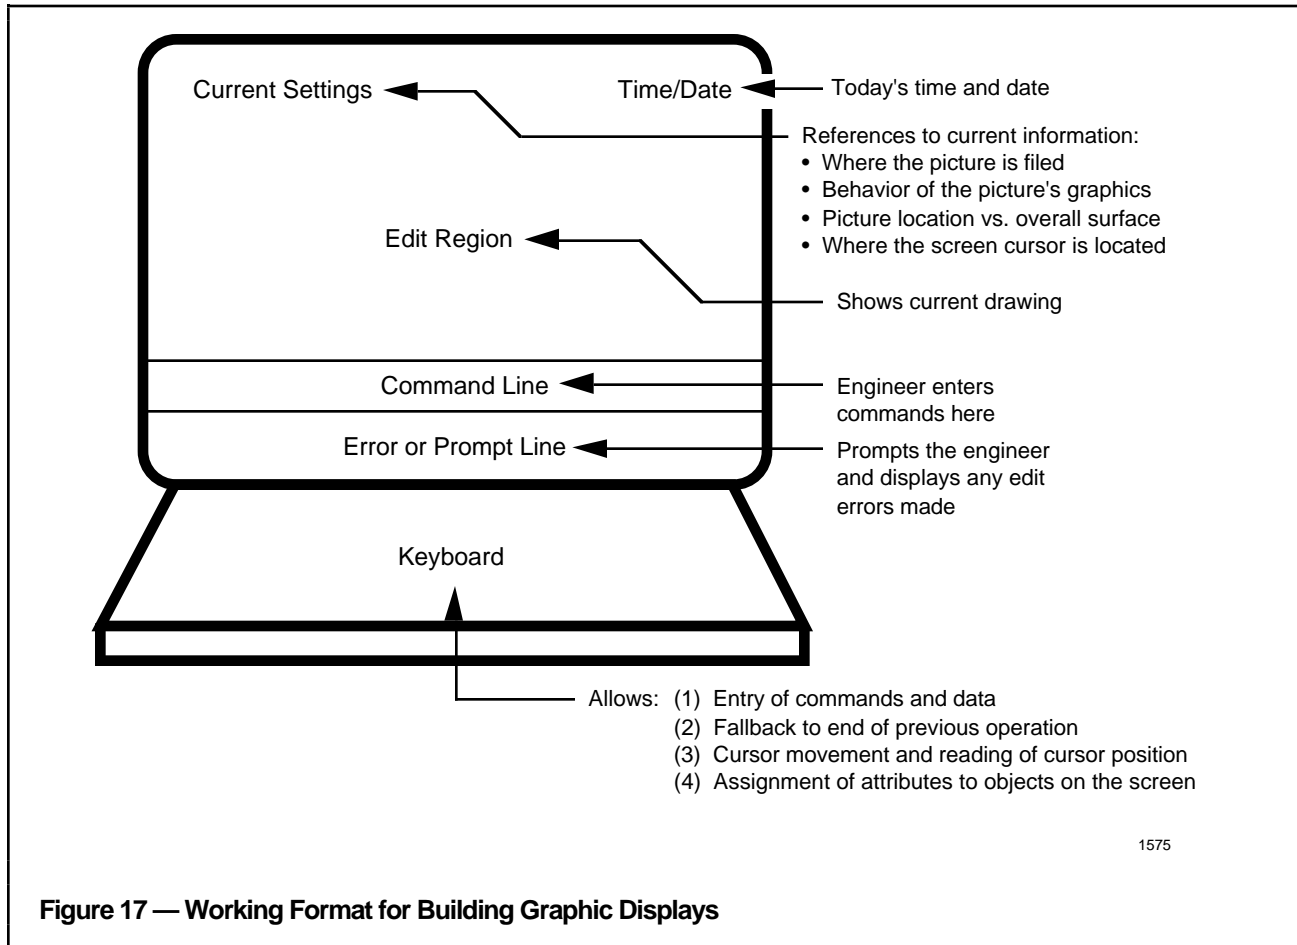 Current Settings
Time/Date
Today's time and date
References to current information:
• Where the picture is filed
• Behavior of the picture's graphics
• Picture location vs. overall surface
• Where the screen cursor is located
Edit Region
Shows current drawing
Command Line
Engineer enters
commands here
Error or Prompt Line
Prompts the engineer
and displays any edit
errors made
Keyboard
Allows: (1) Entry of commands and data
(2) Fallback to end of previous operation
(3) Cursor movement and reading of cursor position
(4) Assignment of attributes to objects on the screen
1575
Figure 17 — Working Format for Building Graphic Displays